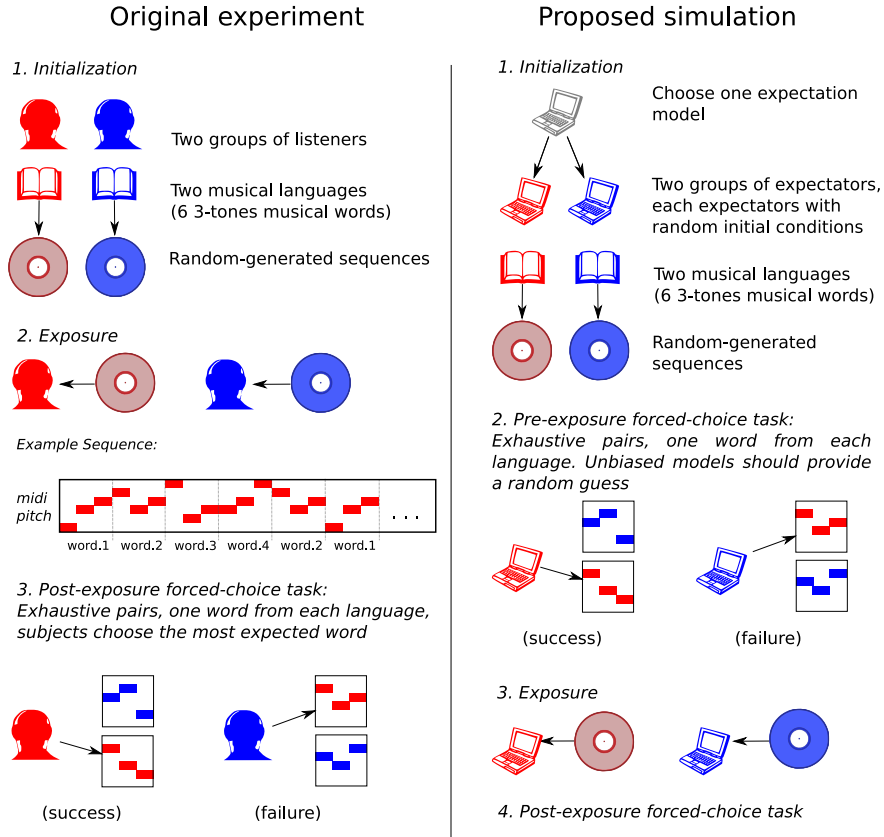 Original experiment
1. Initialization
Two groups of listeners
Two musical languages
(6 3-tones musical words)
Random-generated sequences
2. Exposure
Example Sequence:
midi
pitch
word.1 word.2 word.3 word.4 word.2 word.1
. . .
3. Post-exposure forced-choice task:
Exhaustive pairs, one word from each language,
subjects choose the most expected word
(success) (failure)
Proposed simulation
1. Initialization
Choose one expectation
model
Two groups of expectators,
each expectators with
random initial conditions
Two musical languages
(6 3-tones musical words)
Random-generated
sequences
2. Pre-exposure forced-choice task:
Exhaustive pairs, one word from each
language. Unbiased models should provide
a random guess
(success) (failure)
3. Exposure
4. Post-exposure forced-choice task